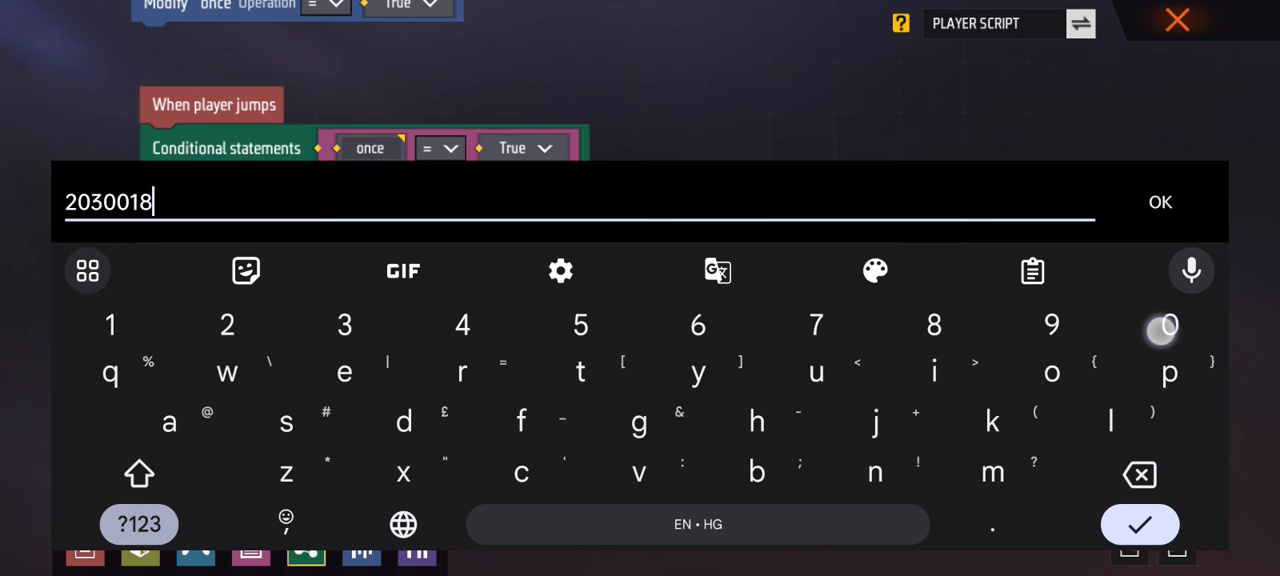 Modify once Operation = True
? PLAYER SCRIPT
When player jumps
Conditional statements once = True
2030018 OK
GIF
1 2 3 4 5 6 7 8 9 0
q % w \ e | r = t [ y ] u < i > o { p }
a @ s # d £ f _ g & h - j + k ( l )
z * x " c ' v : b ; n ! m ?
?123 , EN • HG .